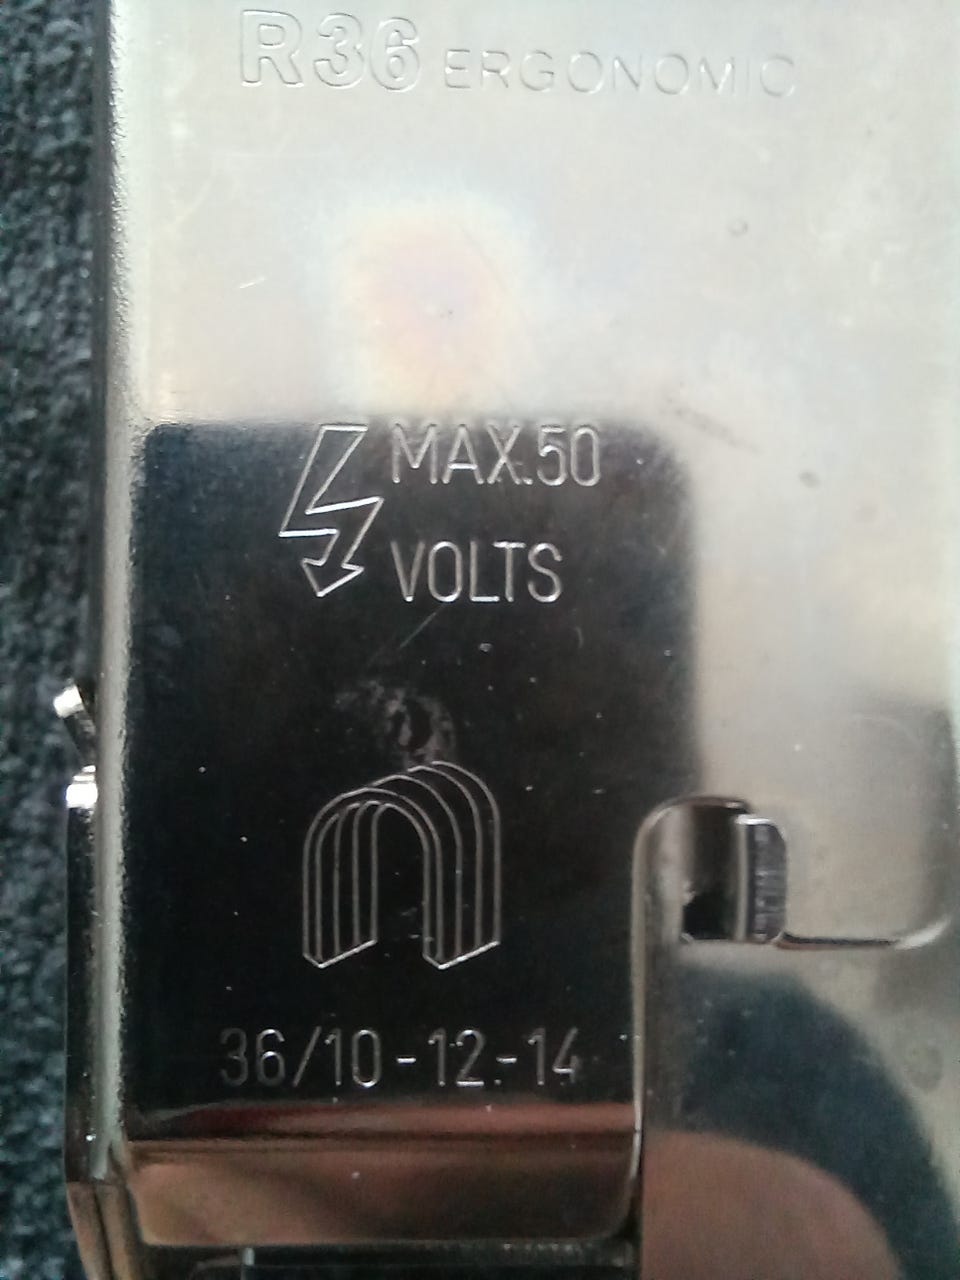 R36 ERGONOMIC
MAX.50
VOLTS
36/10-12-14